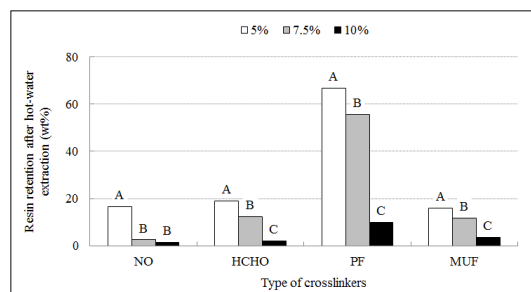 5% 7.5% 10%
Resin retention after hot-water
extraction (wt%)
80
60
40
20
0
A B B
A B C
A B C
A B C
NO HCHO PF MUF
Type of crosslinkers